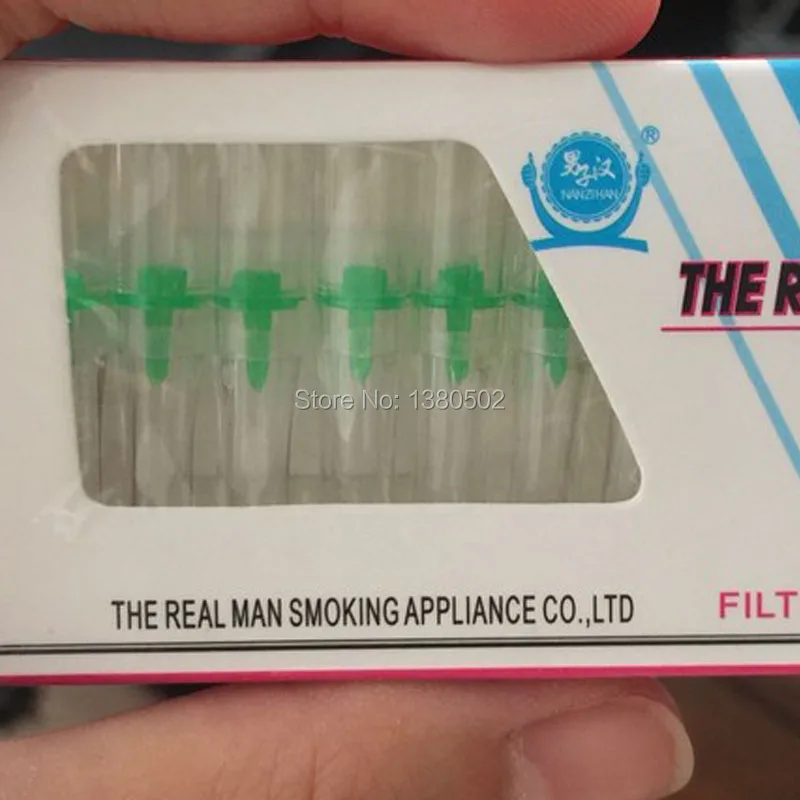 男子汉
NANZIHAN
®
THE R
Store No: 1380502
THE REAL MAN SMOKING APPLIANCE CO.,LTD
FILT